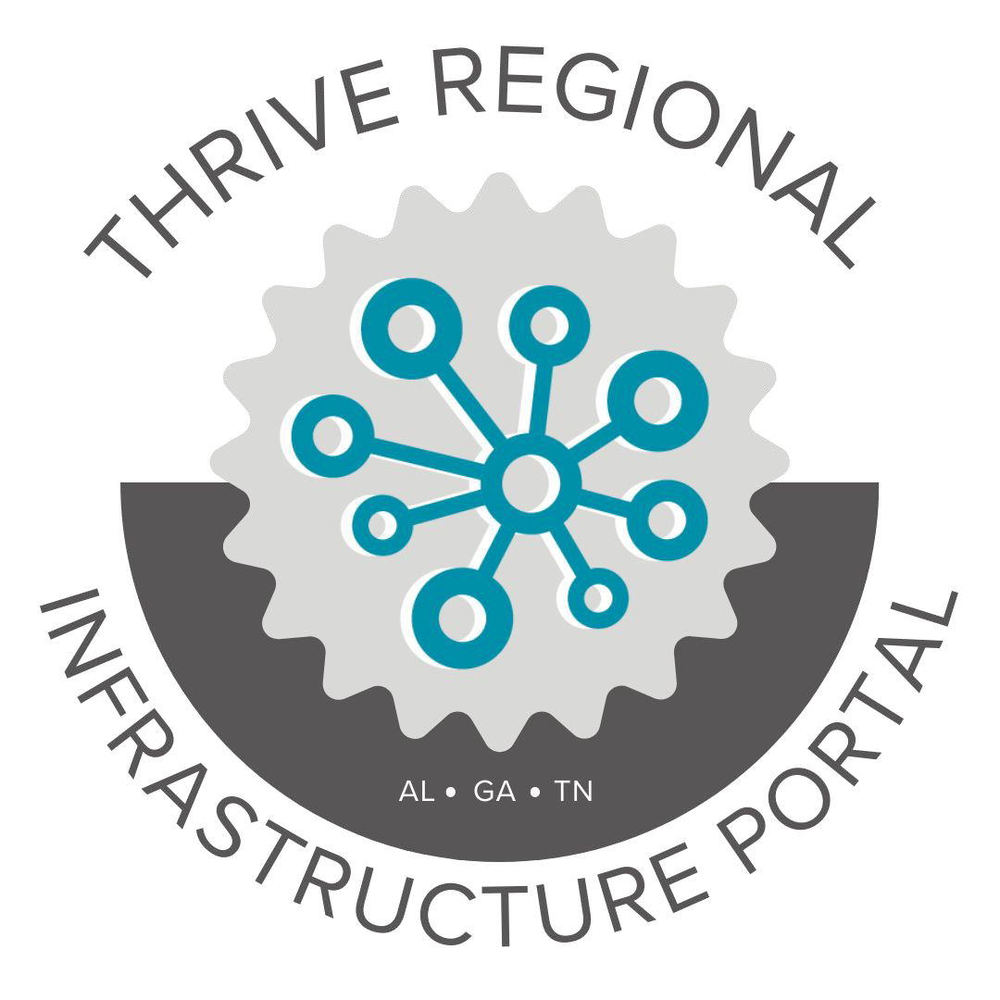 THRIVE REGIONAL
AL • GA • TN
INFRASTRUCTURE PORTAL